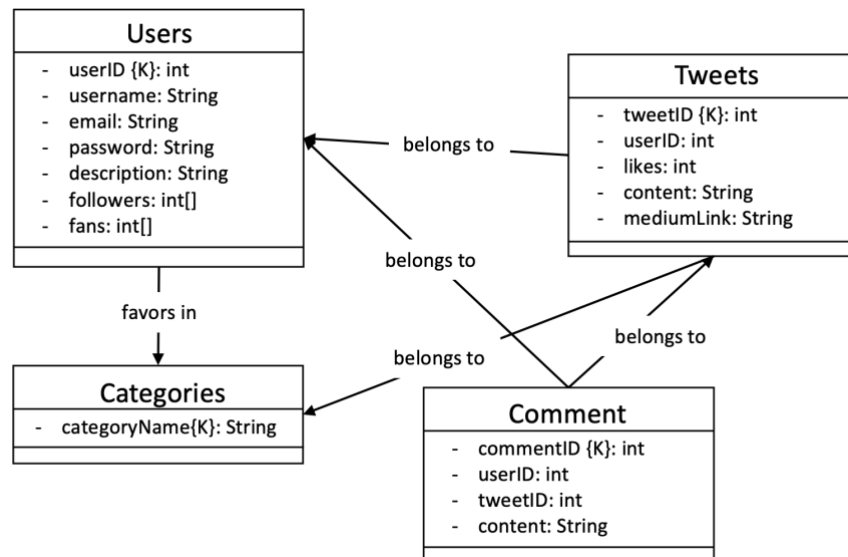 Users
- userID {K}: int
- username: String
- email: String
- password: String
- description: String
- followers: int[]
- fans: int[]
Tweets
- tweetID {K}: int
- userID: int
- likes: int
- content: String
- mediumLink: String
belongs to
belongs to
favors in
belongs to
belongs to
Categories
- categoryName{K}: String
Comment
- commentID {K}: int
- userID: int
- tweetID: int
- content: String